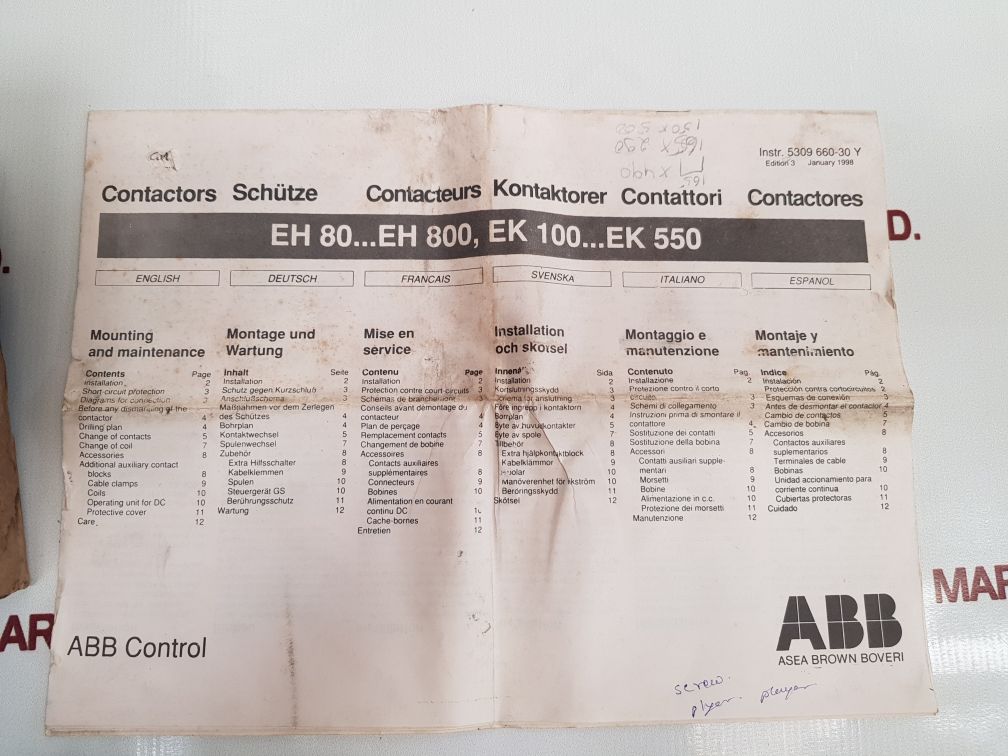 Instr. 5309 660-30 Y
Edition 3 January 1998
Contactors Schütze Contacteurs Kontaktorer Contattori Contactores
EH 80...EH 800, EK 100...EK 550
ENGLISH DEUTSCH FRANCAIS SVENSKA ITALIANO ESPANOL
Mounting
and maintenance
Contents Page
Installation 2
Short-circuit protection 3
Diagrams for connection 3
Before any dismantling of the
contactor 4
Drilling plan 4
Change of contacts 5
Change of coil 7
Accessories 8
Additional auxiliary contact
blocks 8
Cable clamps 9
Coils 10
Operating unit for DC 10
Protective cover 11
Care 12
Montage und
Wartung
Inhalt Seite
Installation 2
Schutz gegen Kurzschluß 3
Anschlußschema 3
Maßnahmen vor dem Zerlegen
des Schützes 4
Bohrplan 4
Kontaktwechsel 5
Spulenwechsel 7
Zubehör 8
Extra Hilfsschalter 8
Kabelklemmen 9
Spulen 10
Steuergerät GS 10
Berührungsschutz 11
Wartung 12
Mise en
service
Contenu Page
Installation 2
Protection contre court-circuits 3
Schemas de branchement 3
Conseils avant démontage du
contacteur 4
Plan de perçage 4
Remplacement contacts 5
Changement de bobine 7
Accessoires 8
Contacts auxiliares
supplémentaires 8
Connecteurs 9
Bobines 10
Alimentation en courant
continu DC
Cache-bornes 11
Entretien 12
Installation
och skötsel
Sida
Installation 2
Kortslutningsskydd 3
Schema för anslutning 3
Före ingrepp i kontaktorn 4
Borrplan 4
Byte av huvudkontakter 5
Byte av spole 7
Tillbehör 8
Extra hjälpkontaktblock 8
Kabelklämmor 9
10
Manöverenhet för likström 10
Beröringsskydd 11
Skötsel 12
Montaggio e
manutenzione
Contenuto Pag.
Installazione 2
Protezione contro il corto
circuito 3
Schemi di collegamento 3
Instruzioni prima di smontare il
contattore 4
Sostituzione dei contatti 5
Sostituzione della bobina 7
Accessori 8
Contatti ausiliari supple-
mentari 8
Morsetti 9
Bobine 10
Alimentazione in c.c. 10
Protezione dei morsetti 11
Manutenzione 12
Montaje y
mantenimiento
Indice Pág.
Instalación 2
Protección contra cortocircuitos 2
Esquemas de conexión 3
Antes de desmontar el contactor 4
Cambio de contactos 5
Cambio de bobina 7
Accesorios 8
Contactos auxiliares
suplementarios 8
Terminales de cable 9
Bobinas 10
Unidad accionamiento para
corriente continua 10
Cubiertas protectoras 11
Cuidado 12
ABB Control
ABB
ASEA BROWN BOVERI
screw.
plyer. player
D.
MAR
AR